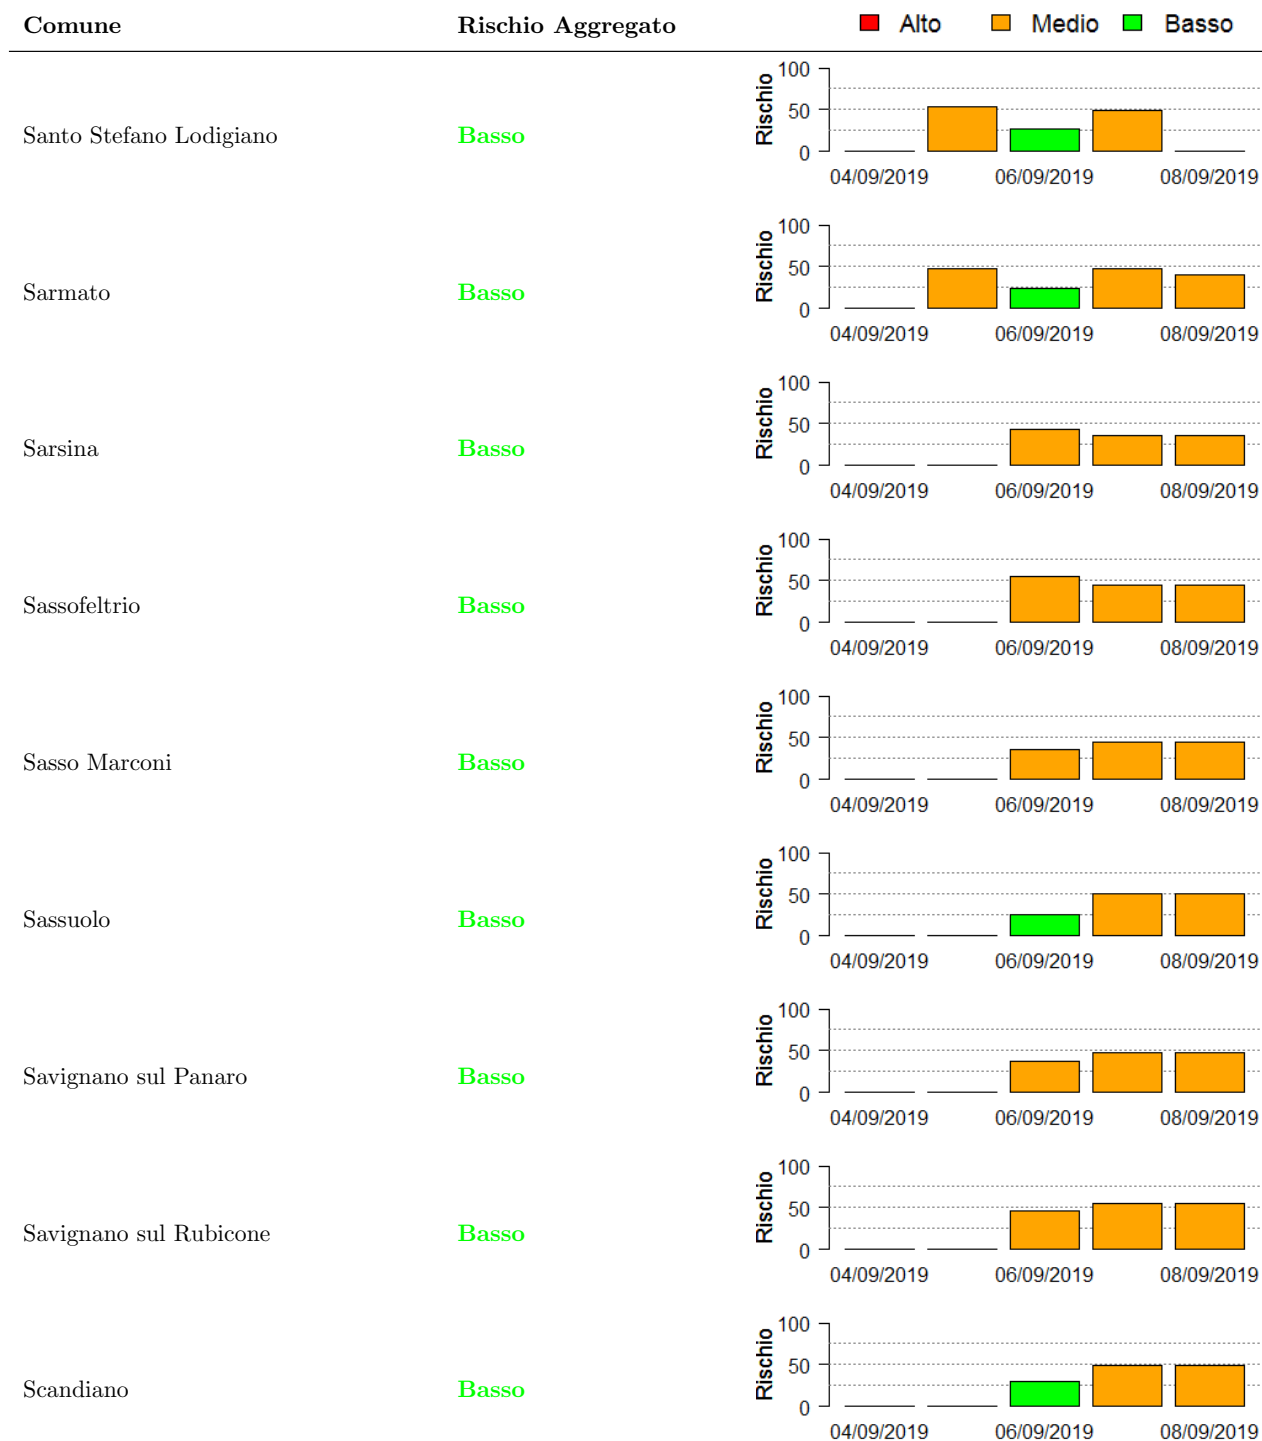 Comune Rischio Aggregato Alto Medio Basso
Santo Stefano Lodigiano Basso Rischio 100 50 0
04/09/2019 06/09/2019 08/09/2019
Sarmato Basso Rischio 100 50 0
04/09/2019 06/09/2019 08/09/2019
Sarsina Basso Rischio 100 50 0
04/09/2019 06/09/2019 08/09/2019
Sassofeltrio Basso Rischio 100 50 0
04/09/2019 06/09/2019 08/09/2019
Sasso Marconi Basso Rischio 100 50 0
04/09/2019 06/09/2019 08/09/2019
Sassuolo Basso Rischio 100 50 0
04/09/2019 06/09/2019 08/09/2019
Savignano sul Panaro Basso Rischio 100 50 0
04/09/2019 06/09/2019 08/09/2019
Savignano sul Rubicone Basso Rischio 100 50 0
04/09/2019 06/09/2019 08/09/2019
Scandiano Basso Rischio 100 50 0
04/09/2019 06/09/2019 08/09/2019